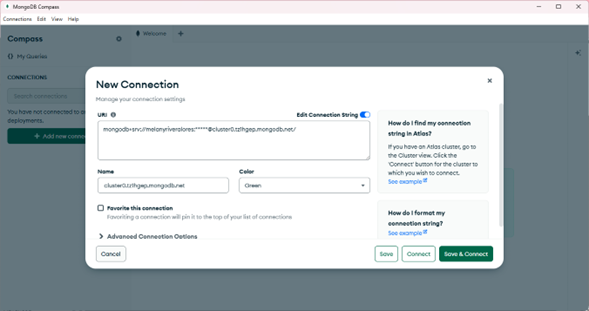 MongoDB Compass
Connections Edit View Help
Compass
Welcome
My Queries
CONNECTIONS
Search connections
You have not connected to any
deployments.
+ Add new connec
New Connection
Manage your connection settings
URI
Edit Connection String
mongodb+srv://melanyriveralores:*****@cluster0.tz1hgep.mongodb.net/
Name
Color
cluster0.tz1hgep.mongodb.net
Green
Favorite this connection
Favoriting a connection will pin it to the top of your list of connections.
Advanced Connection Options
How do I find my connection
string in Atlas?
If you have an Atlas cluster, go to
the Cluster view. Click the
'Connect' button for the cluster to
which you wish to connect.
See example
How do I format my
connection string?
See example
Cancel
Save
Connect
Save & Connect